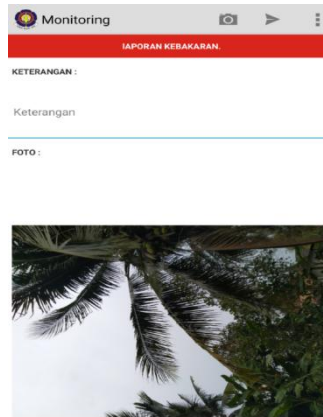 Monitoring
lAPORAN KEBAKARAN.
KETERANGAN :
Keterangan
FOTO :